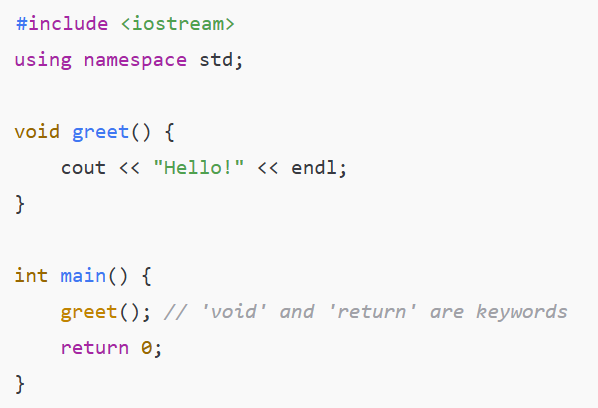 #include <iostream>
using namespace std;
void greet() {
    cout << "Hello!" << endl;
}
int main() {
    greet(); // 'void' and 'return' are keywords
    return 0;
}